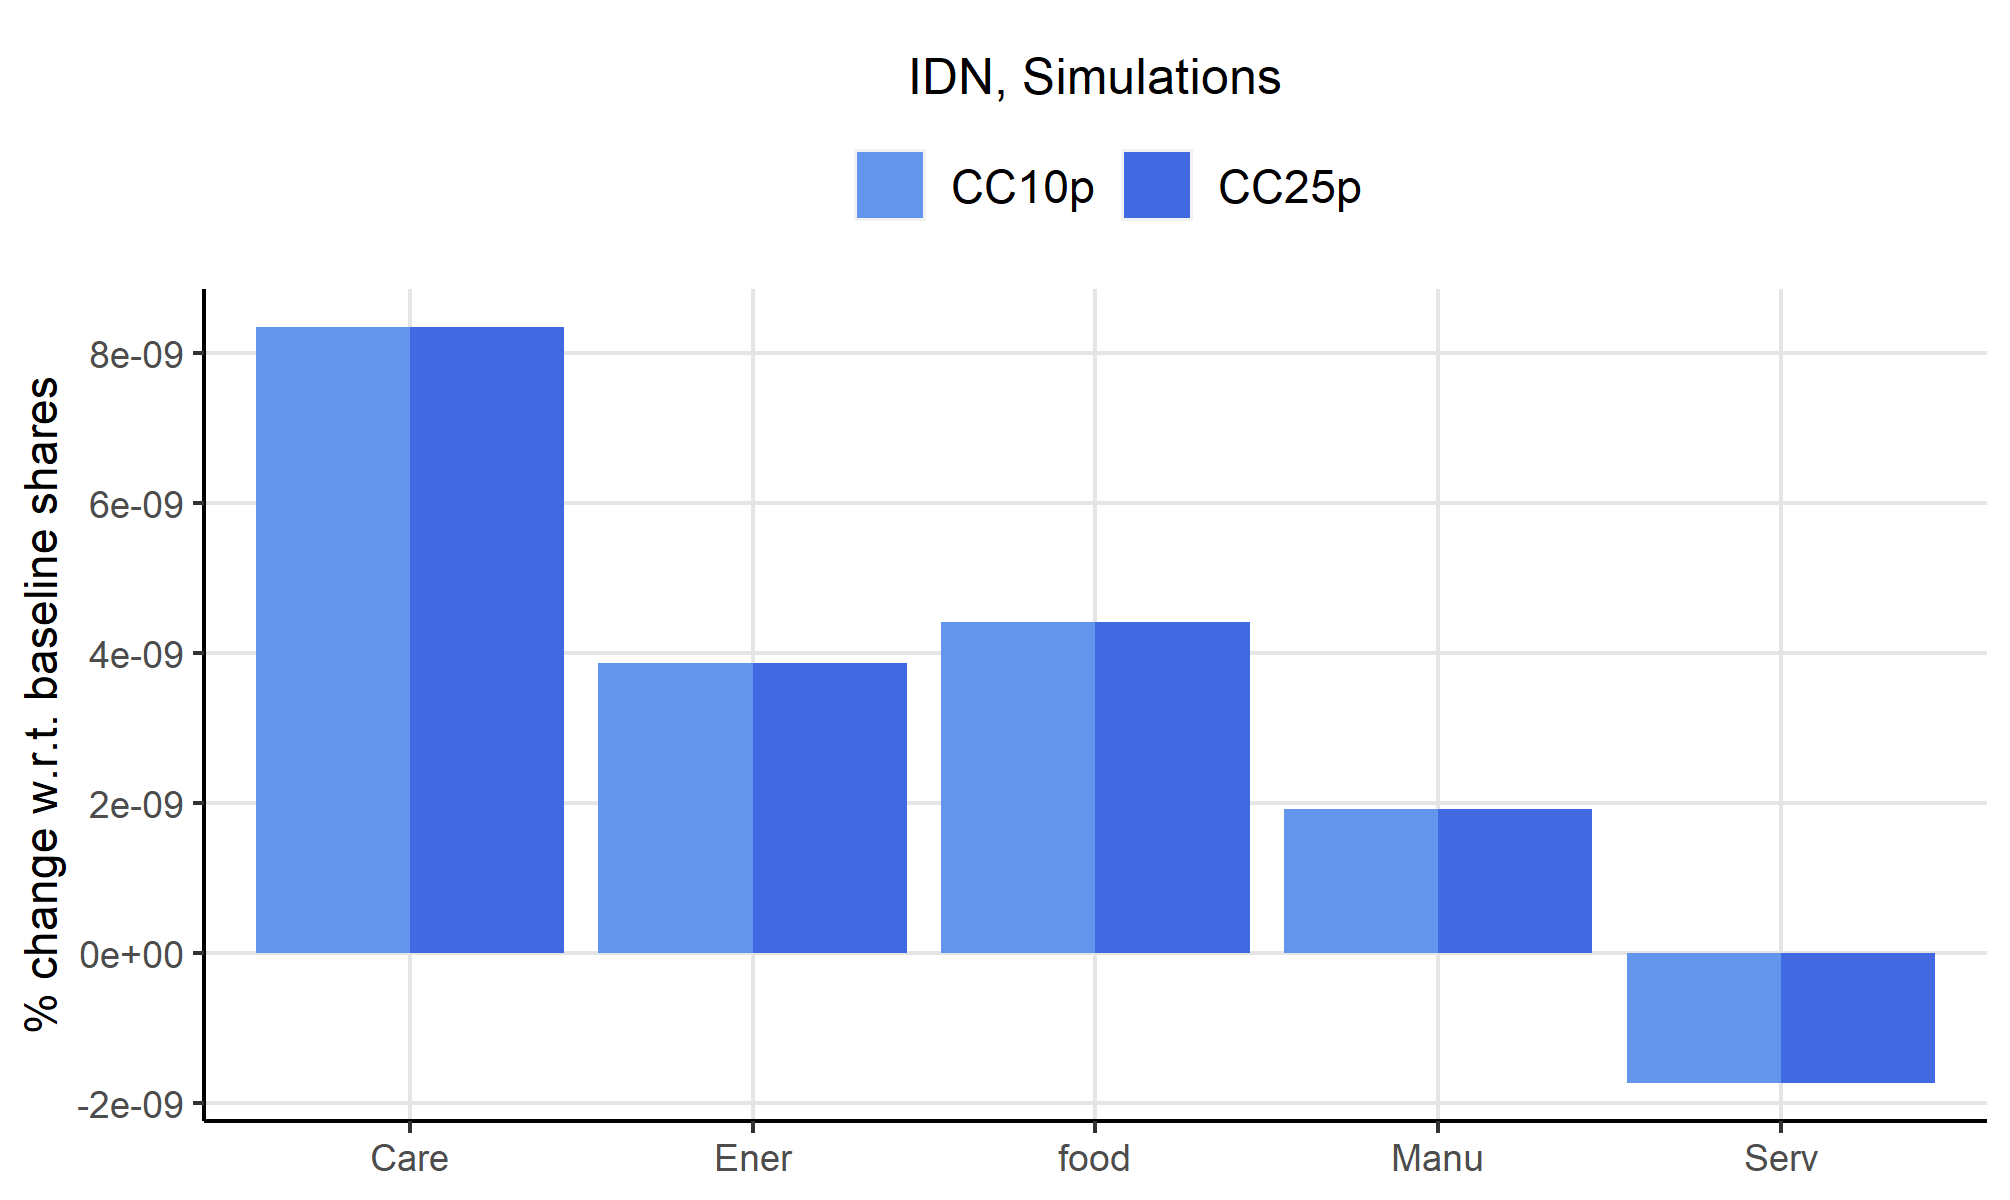 IDN, Simulations
CC10p CC25p
% change w.r.t. baseline shares
8e-09
6e-09
4e-09
2e-09
0e+00
-2e-09
Care Ener food Manu Serv